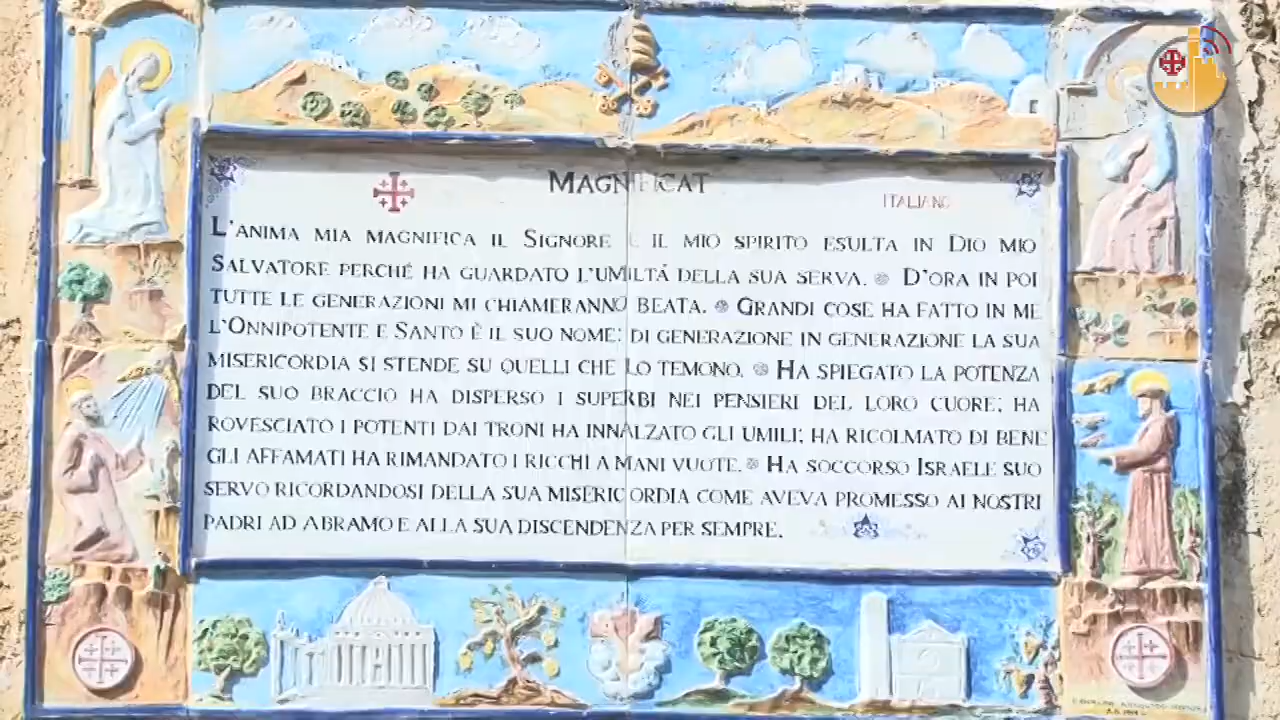 MAGNIFICAT
ITALIANO
L'ANIMA MIA MAGNIFICA IL SIGNORE E IL MIO SPIRITO ESULTA IN DIO MIO
SALVATORE PERCHÉ HA GUARDATO L'UMILTÁ DELLA SUA SERVA. D'ORA IN POI
TUTTE LE GENERAZIONI MI CHIAMERANNO BEATA. GRANDI COSE HA FATTO IN ME
L'ONNIPOTENTE E SANTO È IL SUO NOME: DI GENERAZIONE IN GENERAZIONE LA SUA
MISERICORDIA SI STENDE SU QUELLI CHE LO TEMONO. HA SPIEGATO LA POTENZA
DEL SUO BRACCIO HA DISPERSO I SUPERBI NEI PENSIERI DEL LORO CUORE; HA
ROVESCIATO I POTENTI DAI TRONI HA INNALZATO GLI UMILI; HA RICOLMATO DI BENE
GLI AFFAMATI HA RIMANDATO I RICCHI A MANI VUOTE. HA SOCCORSO ISRAELE SUO
SERVO RICORDANDOSI DELLA SUA MISERICORDIA COME AVEVA PROMESSO AI NOSTRI
PADRI AD ABRAMO E ALLA SUA DISCENDENZA PER SEMPRE.